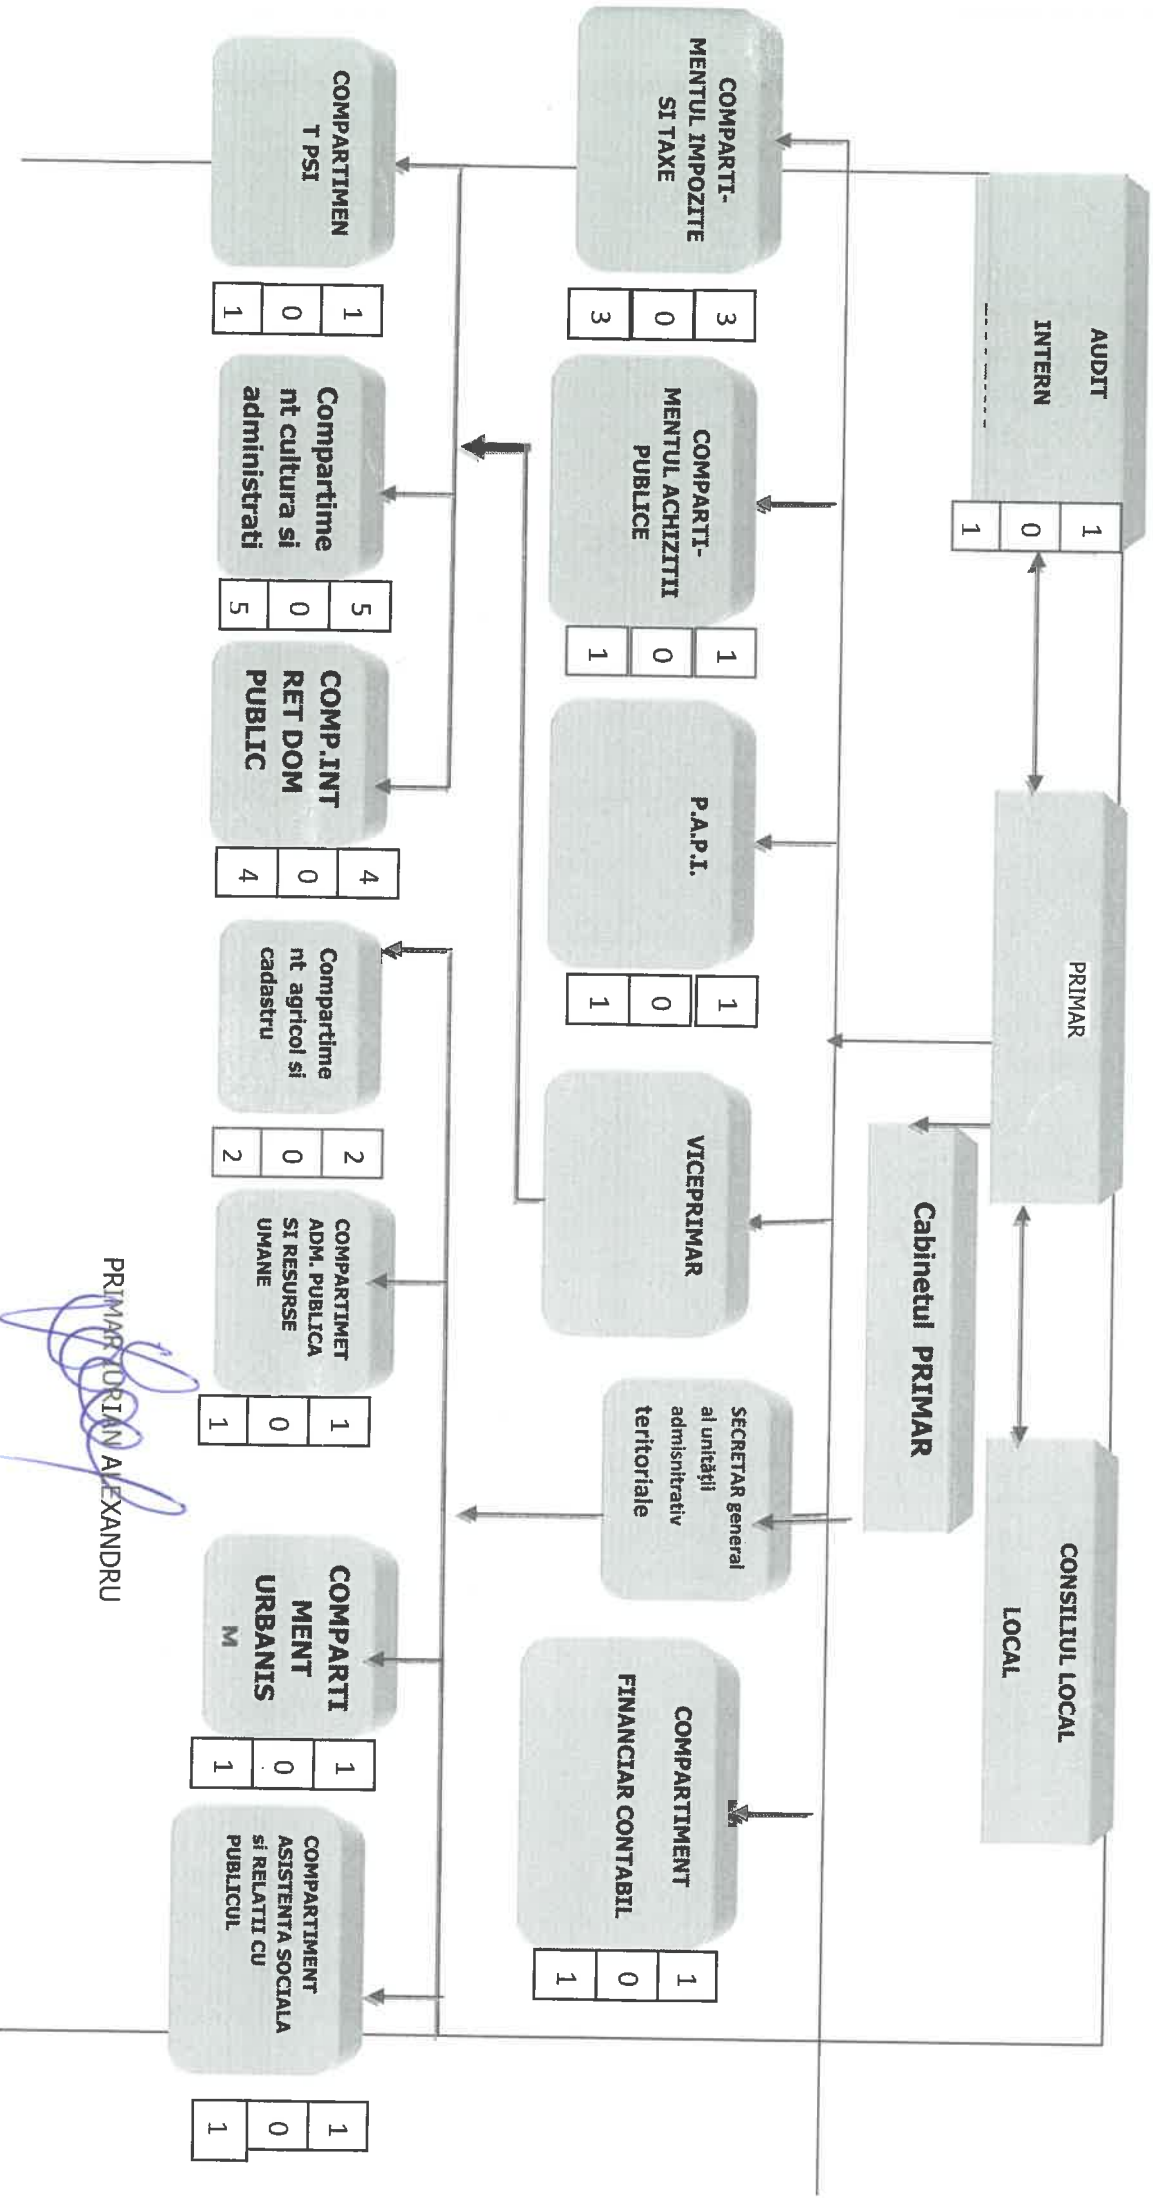 AUDIT
INTERN
1
0
1
PRIMAR
CONSILIUL LOCAL
LOCAL
Cabinetul PRIMAR
COMPARTI-
MENTUL IMPOZITE
SI TAXE
3
0
3
COMPARTI-
MENTUL ACHIZITII
PUBLICE
1
0
1
P.A.P.I.
1
0
1
VICEPRIMAR
SECRETAR general
al unității
admisnitrativ
teritoriale
COMPARTIMENT
FINANCIAR CONTABIL
1
0
1
COMPARTIMEN
T PSI
1
0
1
Compartime
nt cultura si
administrati
5
0
5
COMP.INT
RET DOM
PUBLIC
4
0
4
Compartime
nt agricol si
cadastru
2
0
2
COMPARTIMET
ADM. PUBLICA
SI RESURSE
UMANE
1
0
1
COMPARTI
MENT
URBANIS
M
1
0
1
COMPARTIMENT
ASISTENTA SOCIALA
si RELATII CU
PUBLICUL
1
0
1
PRIMAR IURIAN ALEXANDRU